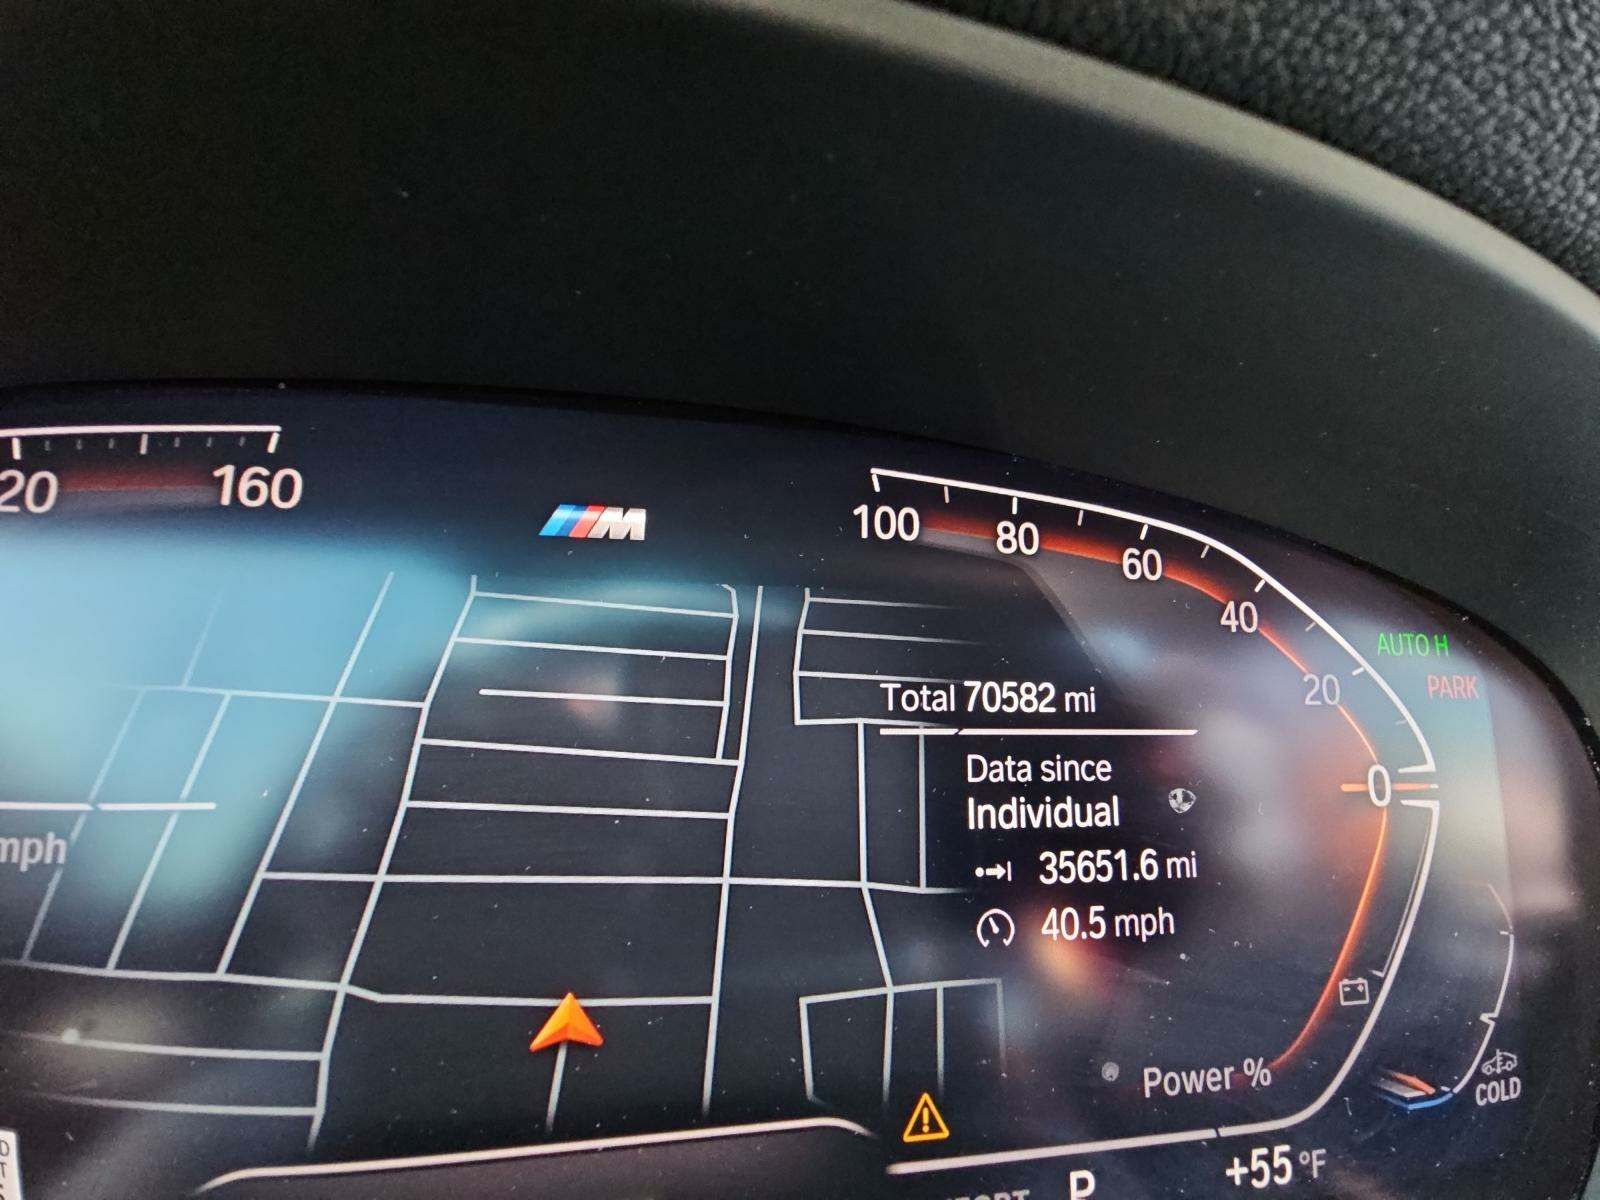 160
M
100
80
60
40
20
0
AUTO H
PARK
Total 70582 mi
Data since
Individual
35651.6 mi
40.5 mph
mph
Power %
COLD
P
+55 °F